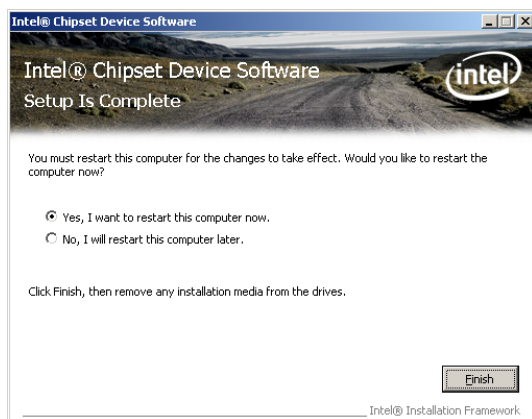 Intel® Chipset Device Software
Intel® Chipset Device Software
Setup Is Complete
intel
You must restart this computer for the changes to take effect. Would you like to restart the
computer now?
Yes, I want to restart this computer now.
No, I will restart this computer later.
Click Finish, then remove any installation media from the drives.
Finish
Intel® Installation Framework